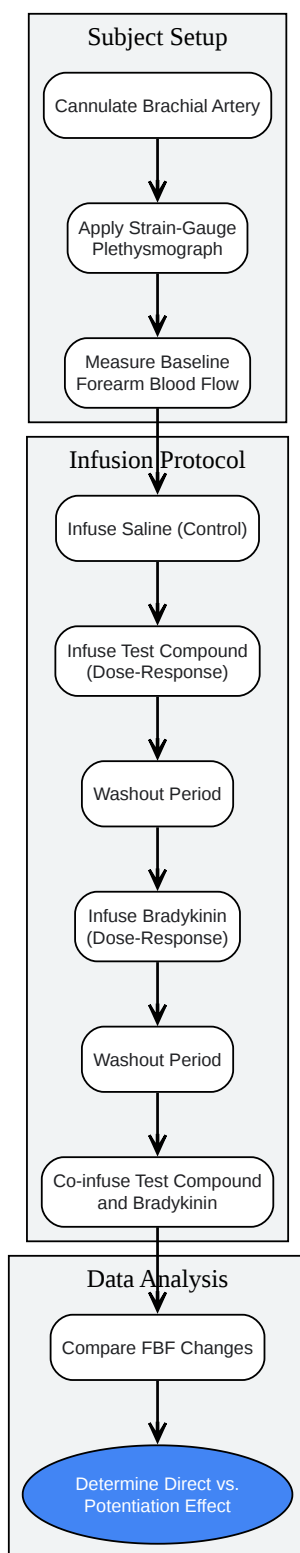 Subject Setup
Cannulate Brachial Artery
Apply Strain-Gauge
Plethysmograph
Measure Baseline
Forearm Blood Flow
Infusion Protocol
Infuse Saline (Control)
Infuse Test Compound
(Dose-Response)
Washout Period
Infuse Bradykinin
(Dose-Response)
Washout Period
Co-infuse Test Compound
and Bradykinin
Data Analysis
Compare FBF Changes
Determine Direct vs.
Potentiation Effect